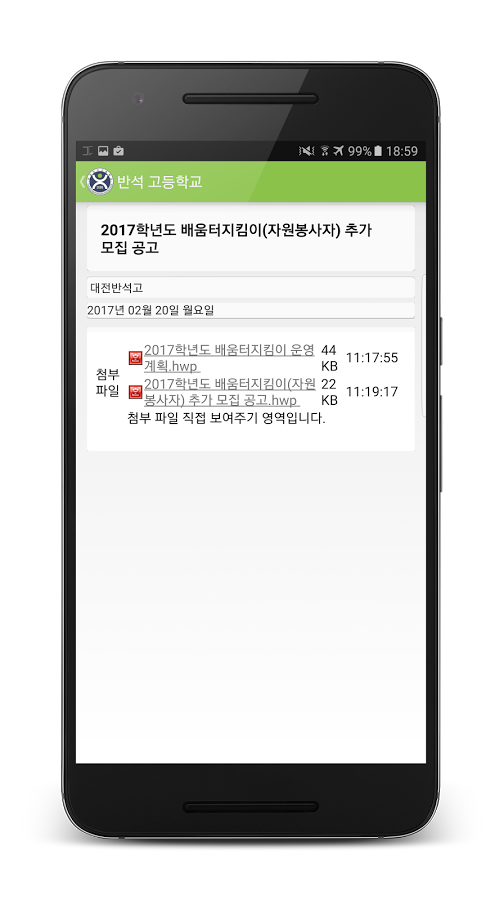 99% 18:59
반석 고등학교
2017학년도 배움터지킴이(자원봉사자) 추가
모집 공고
대전반석고
2017년 02월 20일 월요일
첨부
파일
2017학년도 배움터지킴이 운영
계획.hwp
44
KB
11:17:55
2017학년도 배움터지킴이(자원
봉사자) 추가 모집 공고.hwp
22
KB
11:19:17
첨부 파일 직접 보여주기 영역입니다.